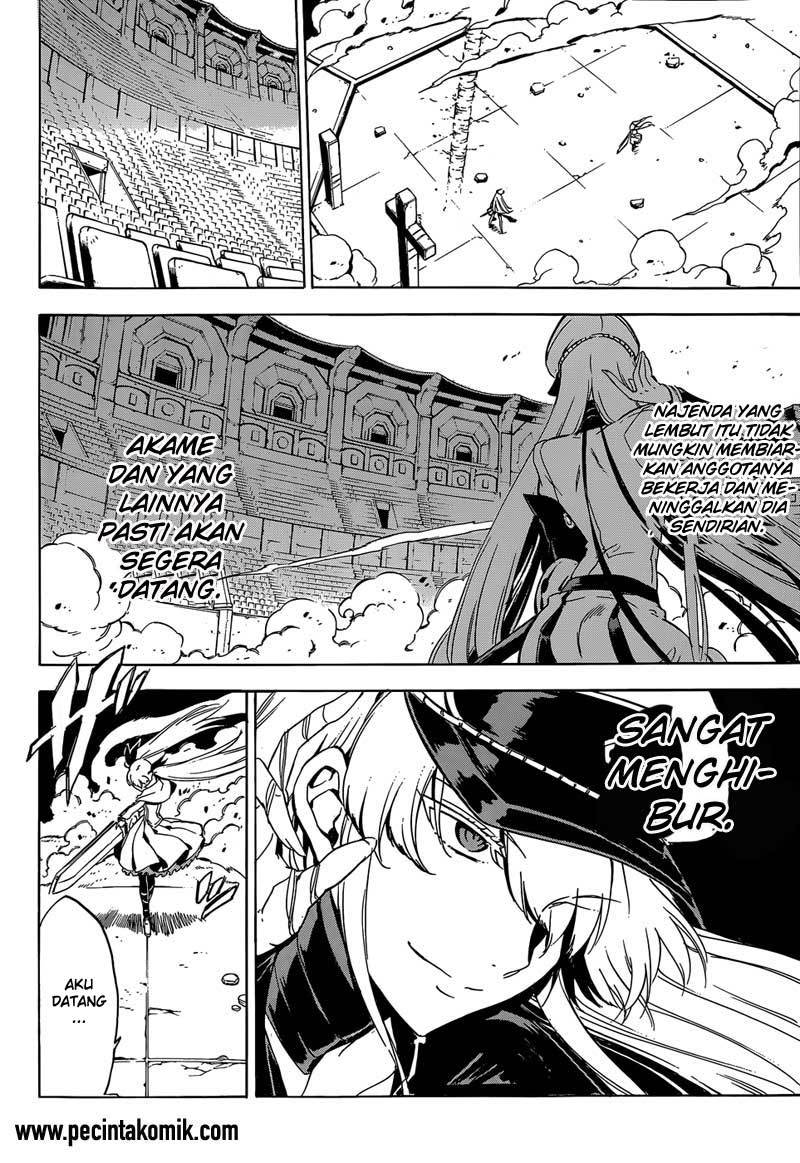 NAJENDA YANG
LEMBUT ITU TIDAK
MUNGKIN MEMBIAR-
KAN ANGGOTANYA
BEKERJA DAN ME-
NINGGALKAN DIA
SENDIRIAN.
AKAME
DAN YANG
LAINNYA
PASTI AKAN
SEGERA
DATANG.
SANGAT
MENGHI-
BUR.
AKU
DATANG
...
www.pecintakomik.com